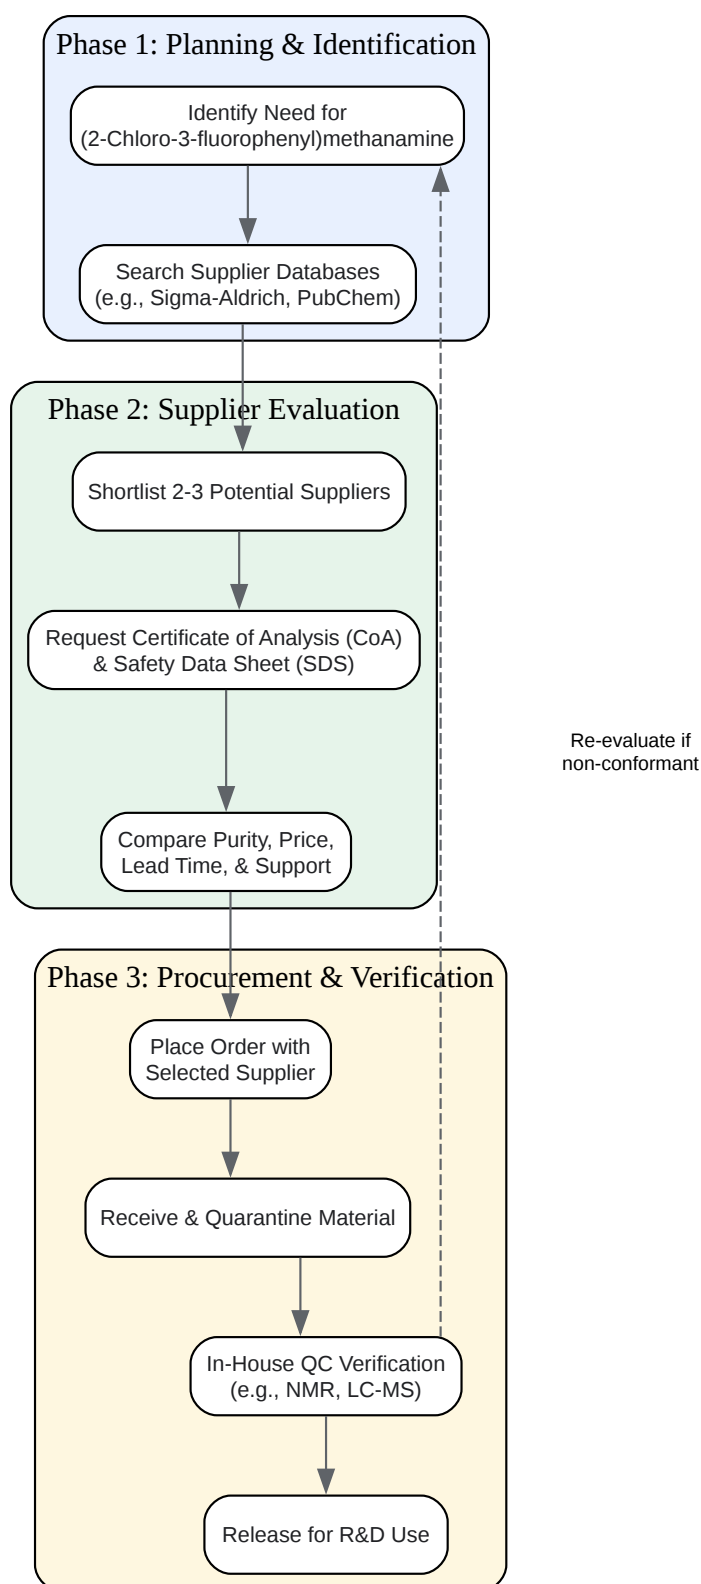 Phase 1: Planning & Identification
Identify Need for
(2-Chloro-3-fluorophenyl)methanamine
Search Supplier Databases
(e.g., Sigma-Aldrich, PubChem)
Phase 2: Supplier Evaluation
Shortlist 2-3 Potential Suppliers
Request Certificate of Analysis (CoA)
& Safety Data Sheet (SDS)
Re-evaluate if
non-conformant
Compare Purity, Price,
Lead Time, & Support
Phase 3: Procurement & Verification
Place Order with
Selected Supplier
Receive & Quarantine Material
In-House QC Verification
(e.g., NMR, LC-MS)
Release for R&D Use